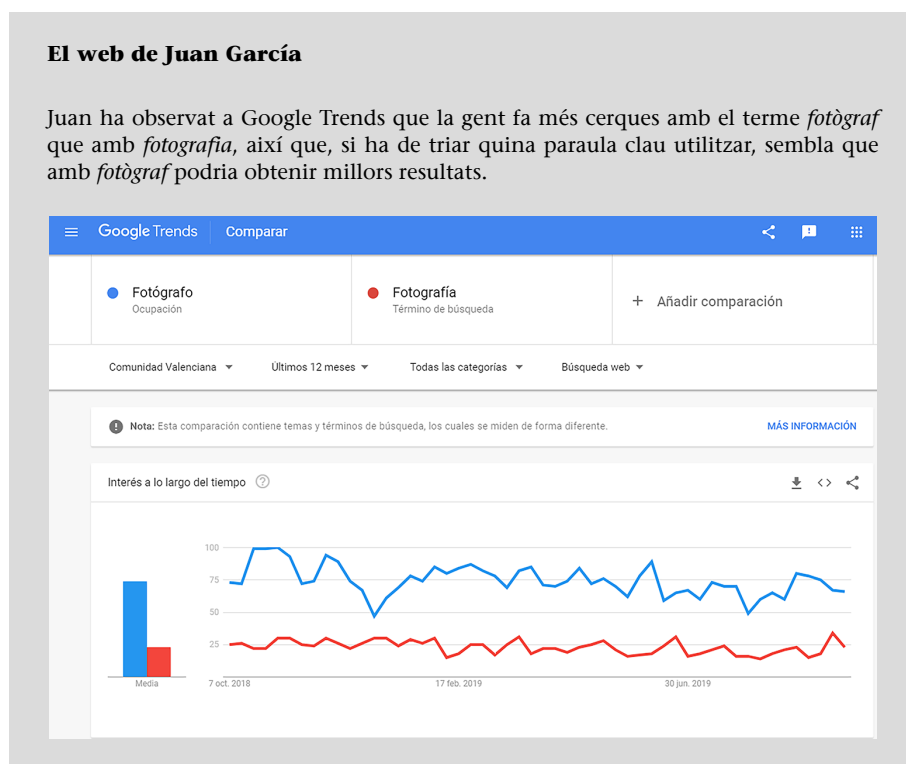 El web de Juan García
Juan ha observat a Google Trends que la gent fa més cerques amb el terme fotògraf
que amb fotografia, així que, si ha de triar quina paraula clau utilitzar, sembla que
amb fotògraf podria obtenir millors resultats.
Google Trends Comparar
Fotógrafo
Ocupación
Fotografía
Término de búsqueda
+ Añadir comparación
Comunidad Valenciana Últimos 12 meses Todas las categorías Búsqueda web
Nota: Esta comparación contiene temas y términos de búsqueda, los cuales se miden de forma diferente. MÁS INFORMACIÓN
Interés a lo largo del tiempo
100
75
50
25
Media 7 oct. 2018 17 feb. 2019 30 jun. 2019